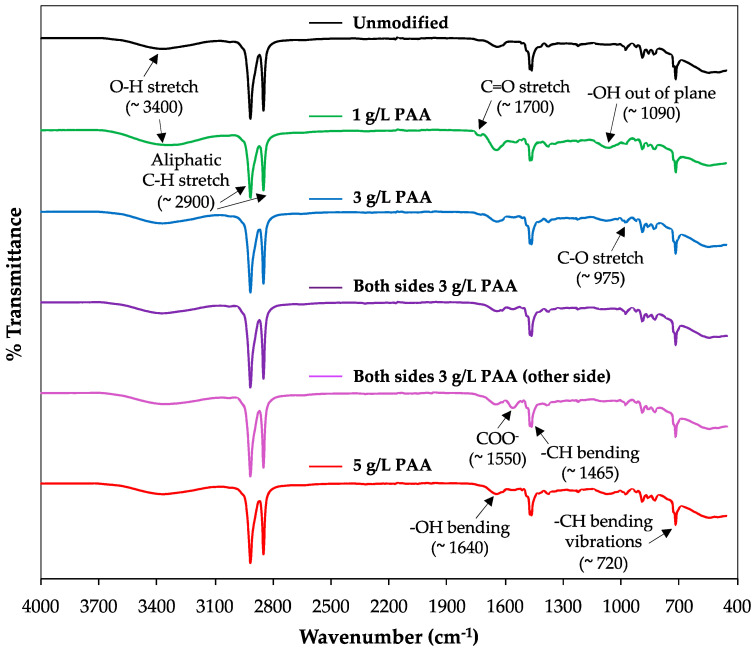 Unmodified
O-H stretch
(~ 3400)
C=O stretch
(~ 1700)
-OH out of plane
(~ 1090)
1 g/L PAA
Aliphatic
C-H stretch
(~ 2900)
3 g/L PAA
C-O stretch
(~ 975)
Both sides 3 g/L PAA
Both sides 3 g/L PAA (other side)
COO-
(~ 1550)
-CH bending
(~ 1465)
5 g/L PAA
-OH bending
(~ 1640)
-CH bending
vibrations
(~ 720)
% Transmittance
4000 3700 3400 3100 2800 2500 2200 1900 1600 1300 1000 700 400
Wavenumber (cm-1)